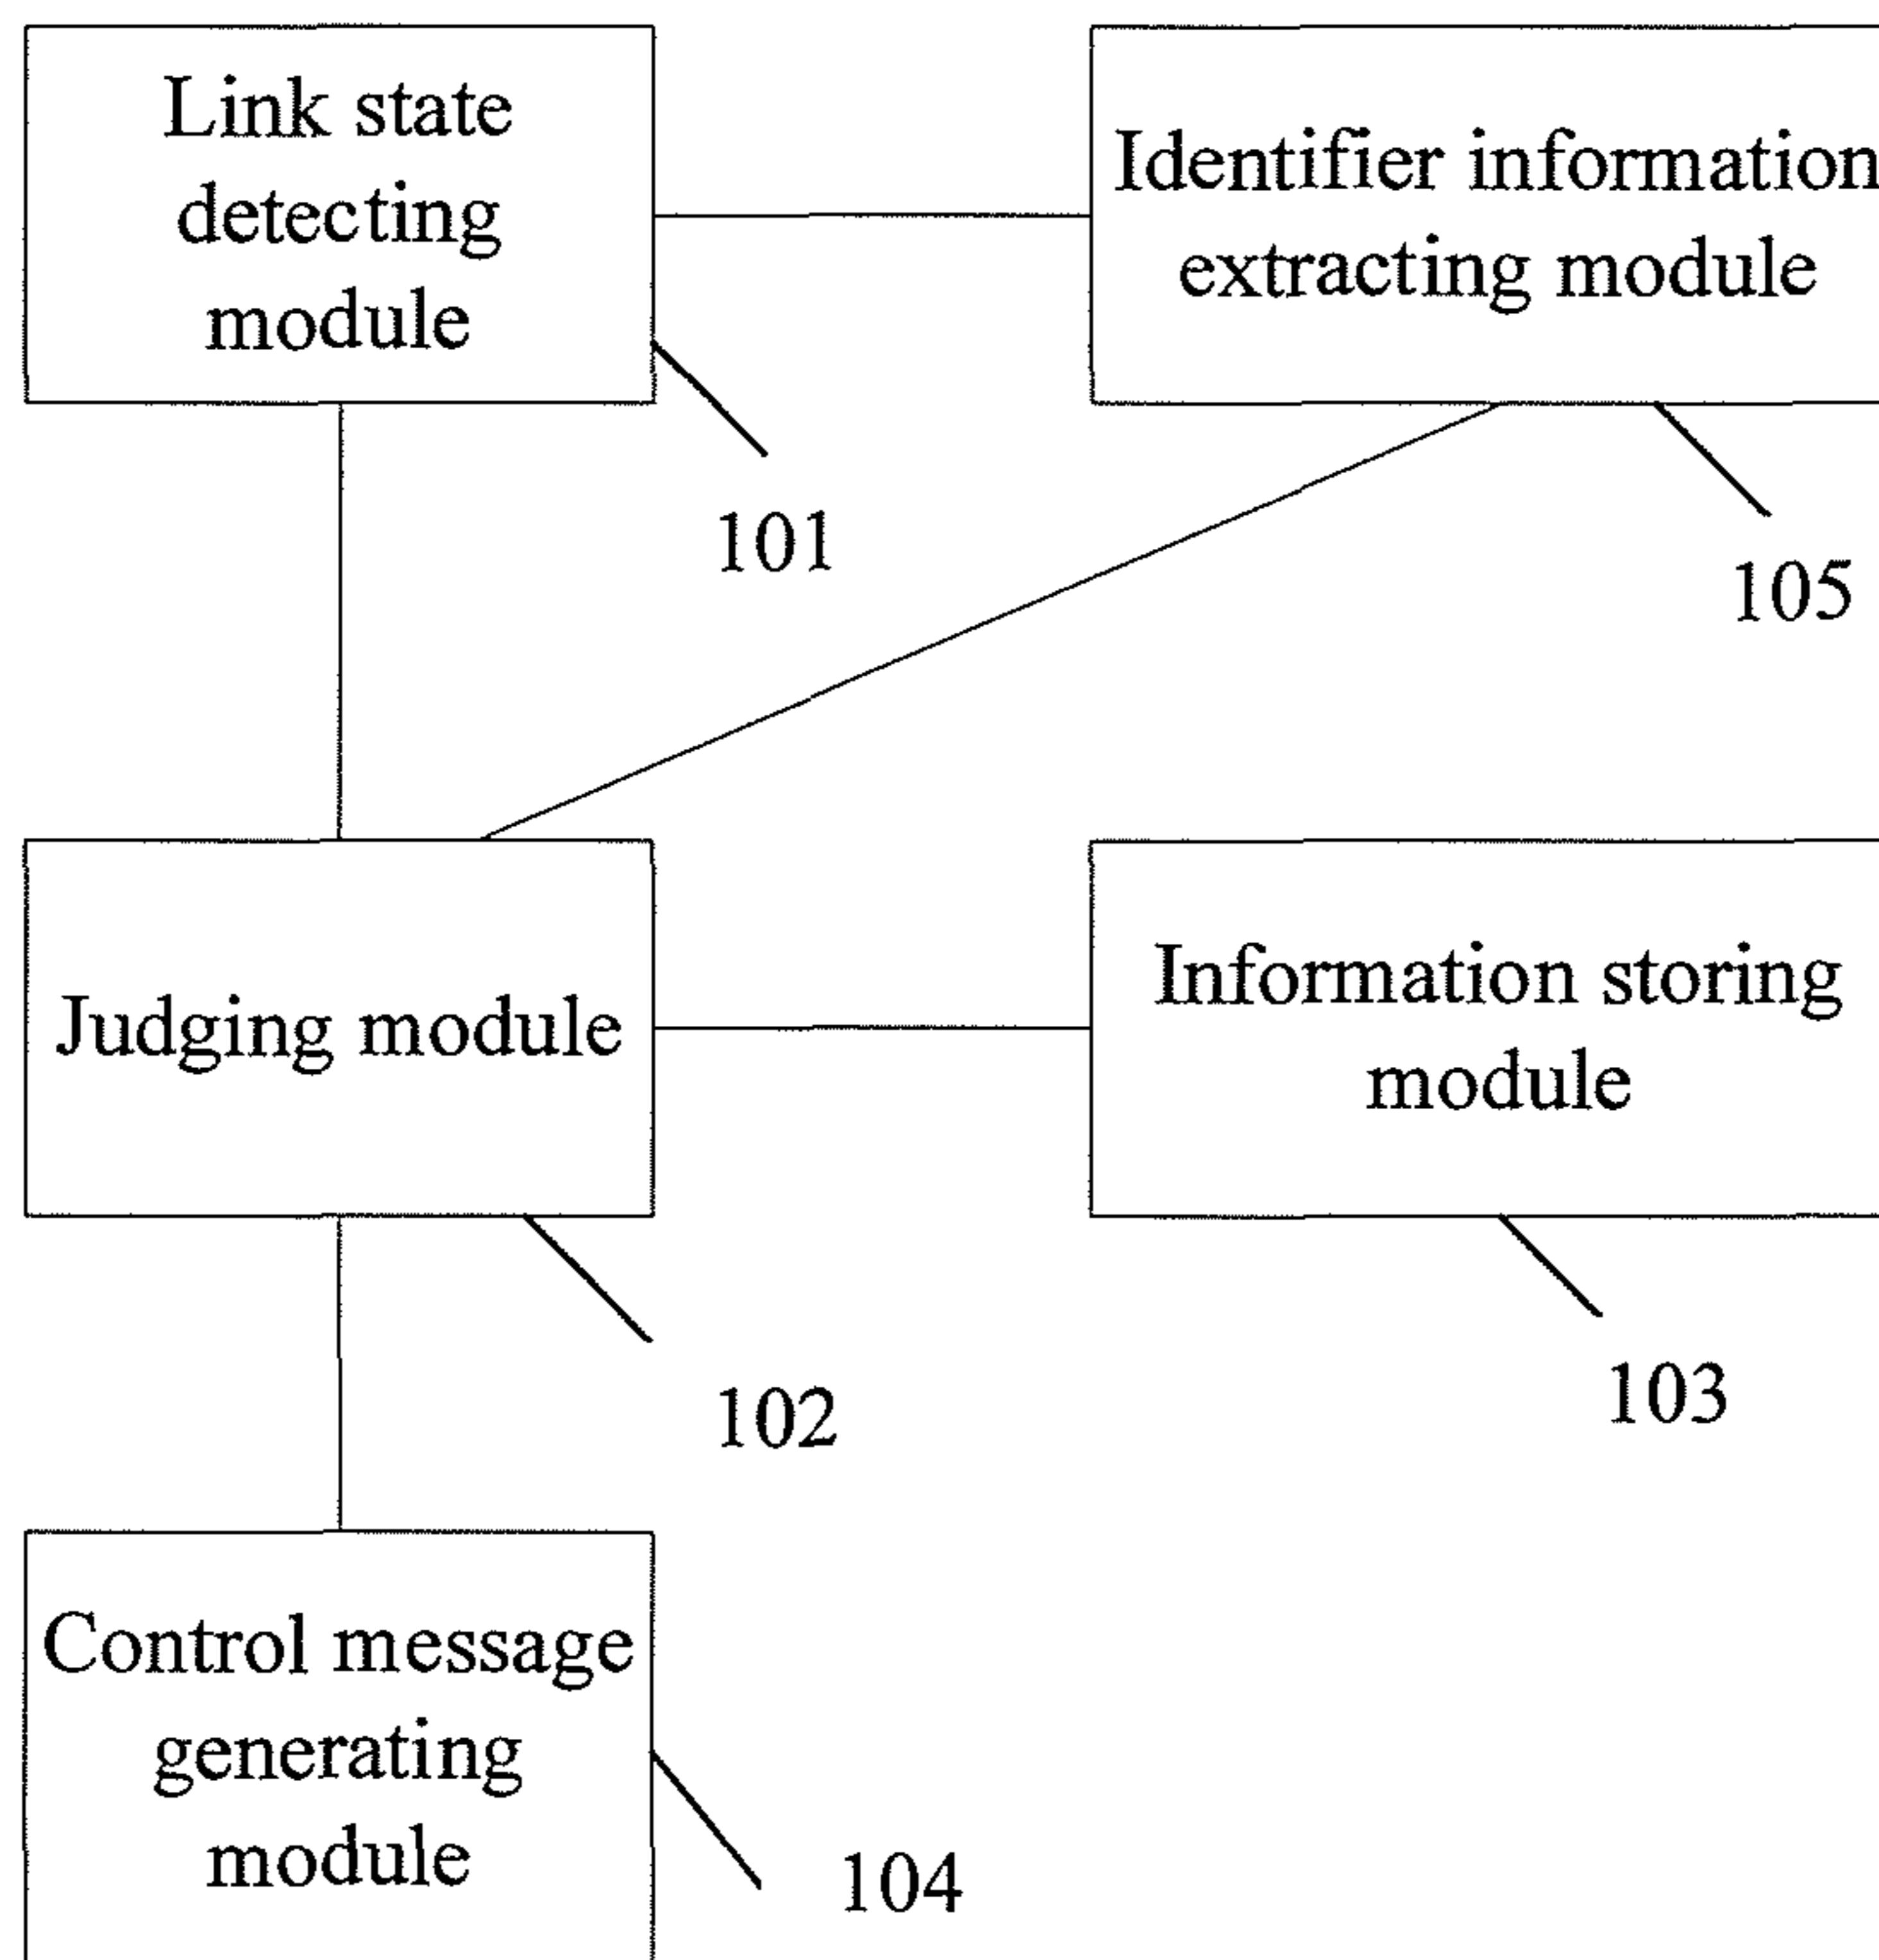 Link state
detecting
module
Identifier information
extracting module
101
105
Judging module
Information storing
module
102
103
Control message
generating
module
104